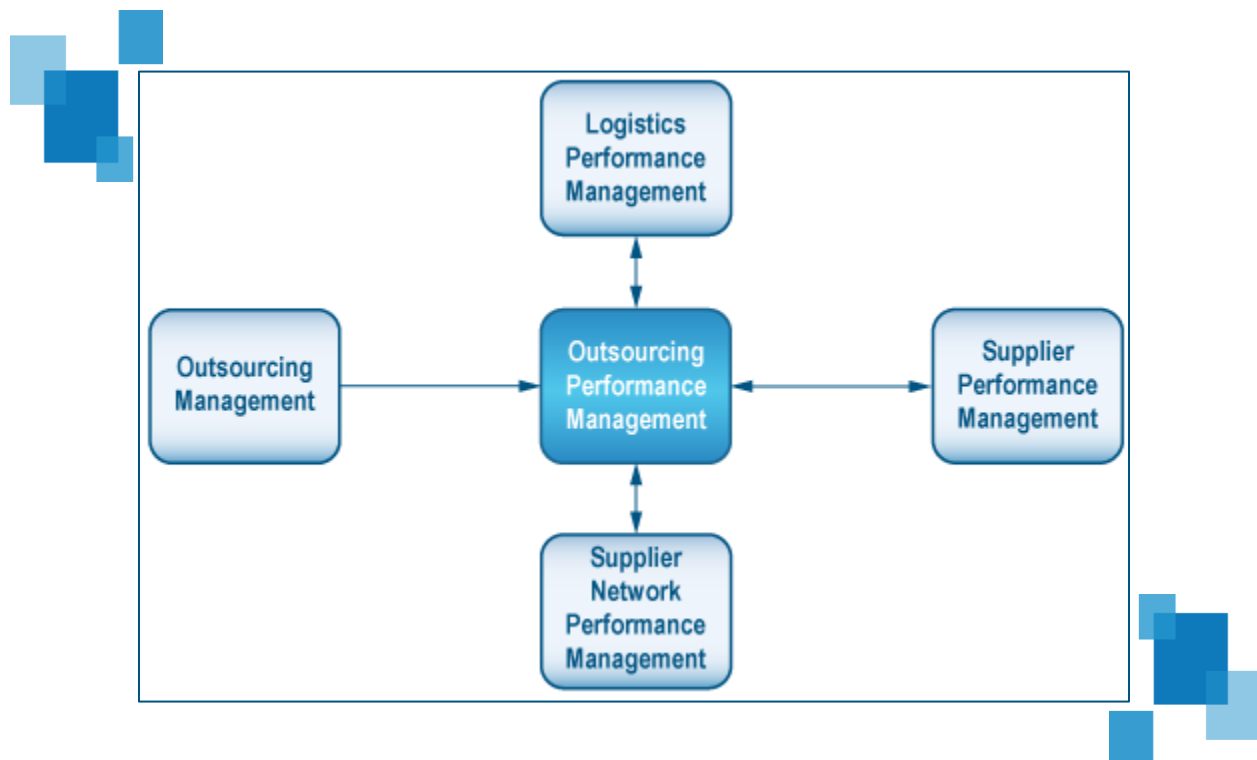 Logistics
Performance
Management
Outsourcing
Management
Outsourcing
Performance
Management
Supplier
Performance
Management
Supplier
Network
Performance
Management